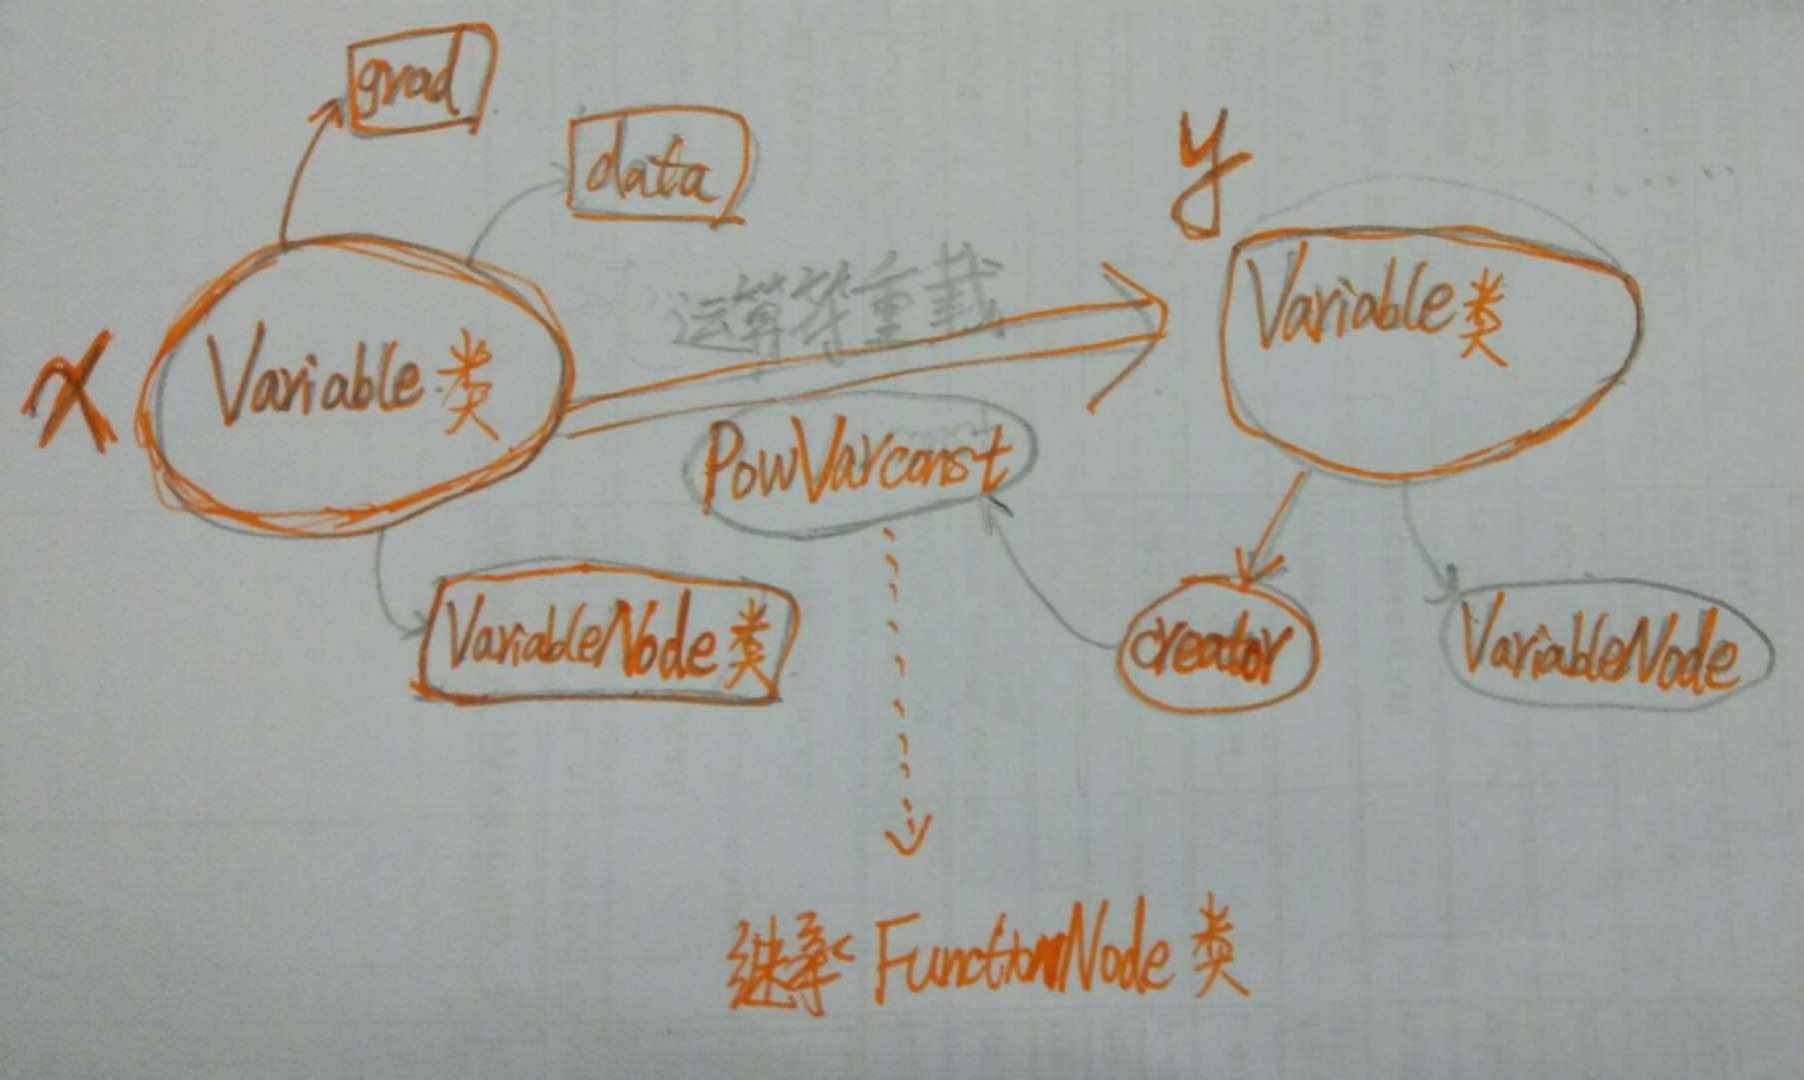 grad
data
y
运算符重载
Variable类
x
Variable类
PowVarconst
VariableNode类
creator
VariableNode
继承FunctionNode类